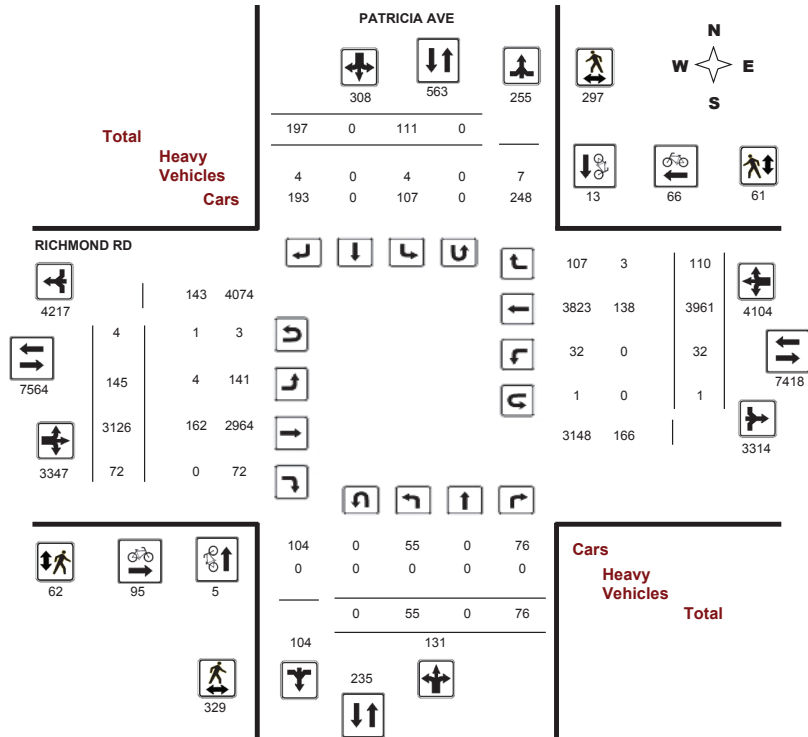 PATRICIA AVE
N
W E
S
308 563 255 297
197 0 111 0
Total
Heavy
Vehicles
Cars
4 0 4 0 7
193 0 107 0 248
13 66 61
RICHMOND RD
4217
143 4074
107 3 110
4104
7564
4 1 3
3823 138 3961
7418
145 4 141
32 0 32
3126 162 2964
1 0 1
3347
72 0 72
3148 166
3314
62 95 5
104 0 55 0 76
0 0 0 0 0
Cars
Heavy
Vehicles
Total
0 55 0 76
104 131
235
329